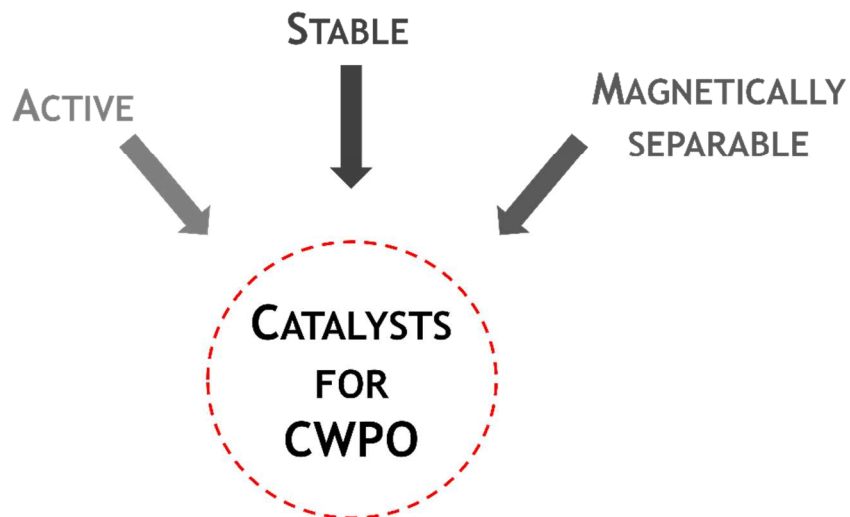 STABLE
ACTIVE
MAGNETICALLY
SEPARABLE
CATALYSTS
FOR
CWPO